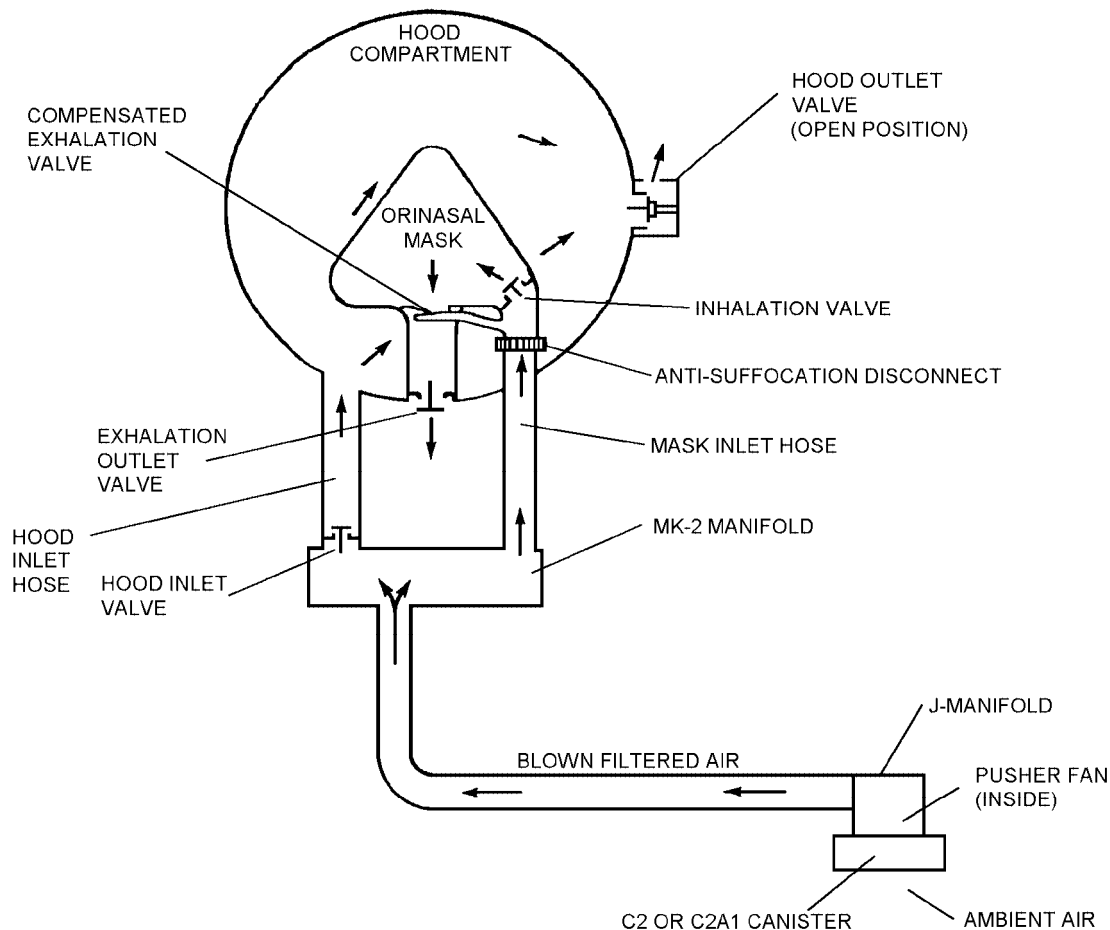 HOOD
COMPARTMENT
HOOD OUTLET
VALVE
(OPEN POSITION)
COMPENSATED
EXHALATION
VALVE
ORINASAL
MASK
INHALATION VALVE
ANTI-SUFFOCATION DISCONNECT
EXHALATION
OUTLET
VALVE
MASK INLET HOSE
MK-2 MANIFOLD
HOOD
INLET
HOSE
HOOD INLET
VALVE
J-MANIFOLD
BLOWN FILTERED AIR
PUSHER FAN
(INSIDE)
C2 OR C2A1 CANISTER
AMBIENT AIR